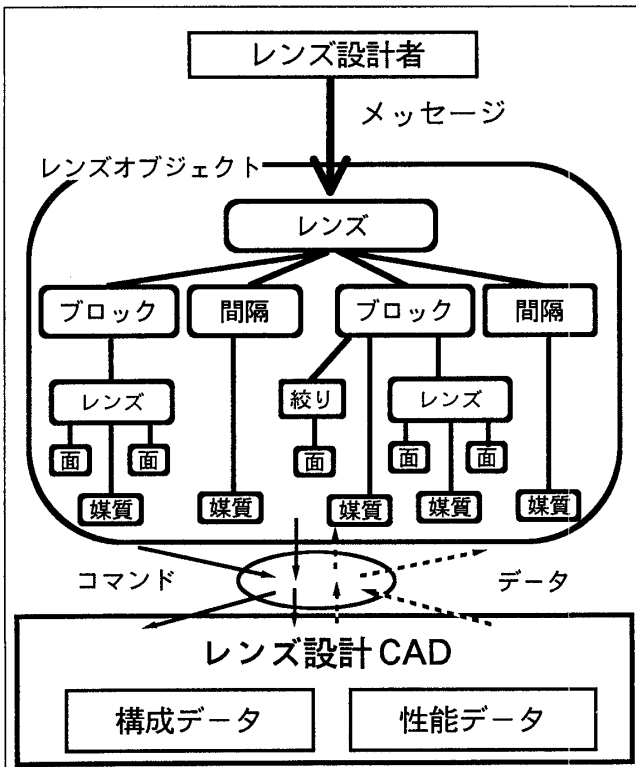 レンズ設計者
メッセージ
レンズオブジェクト
レンズ
ブロック 間隔 ブロック 間隔
レンズ 絞り レンズ
面 面 面 面 面
媒質 媒質 媒質 媒質 媒質
コマンド データ
レンズ設計CAD
構成データ 性能データ